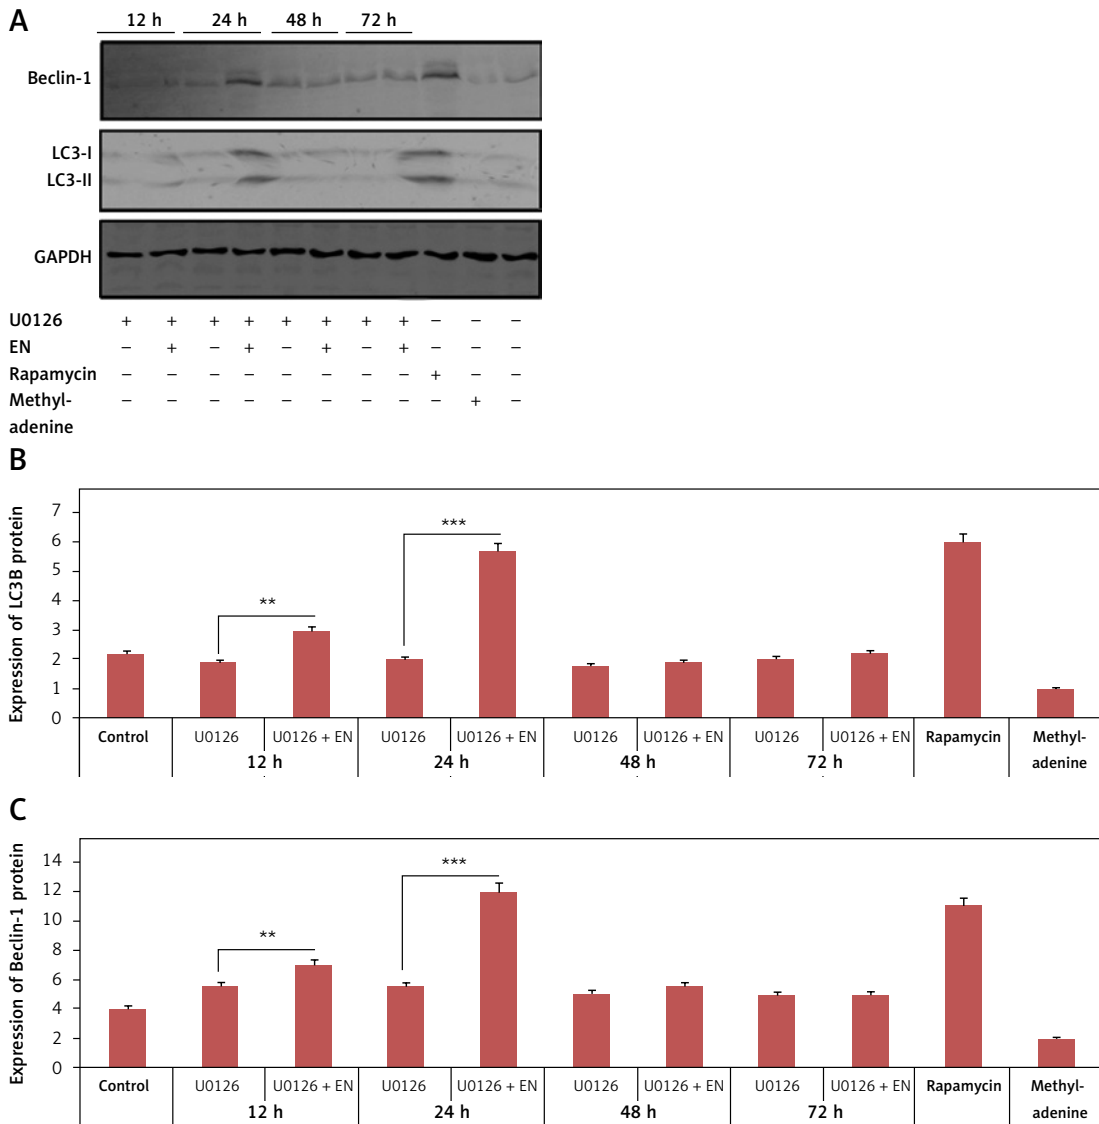 A
12 h 24 h 48 h 72 h
Beclin-1
LC3-I
LC3-II
GAPDH
U0126 + + + + + + + + – – –
EN – + – + – + – + – – –
Rapamycin – – – – – – – – + – –
Methyl- – – – – – – – – – + –
adenine
B
Expression of LC3B protein
7
6
5
4
3
2
1
0
** ***
Control U0126 U0126 + EN U0126 U0126 + EN U0126 U0126 + EN U0126 U0126 + EN Rapamycin Methyl-
12 h 24 h 48 h 72 h adenine
C
Expression of Beclin-1 protein
14
12
10
8
6
4
2
0
** ***
Control U0126 U0126 + EN U0126 U0126 + EN U0126 U0126 + EN U0126 U0126 + EN Rapamycin Methyl-
12 h 24 h 48 h 72 h adenine